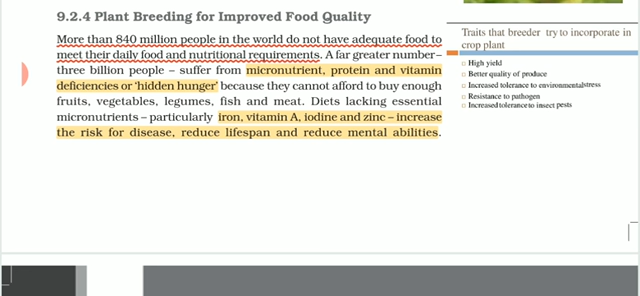 9.2.4 Plant Breeding for Improved Food Quality
More than 840 million people in the world do not have adequate food to
meet their daily food and nutritional requirements. A far greater number–
three billion people – suffer from micronutrient, protein and vitamin
deficiencies or ‘hidden hunger’ because they cannot afford to buy enough
fruits, vegetables, legumes, fish and meat. Diets lacking essential
micronutrients – particularly iron, vitamin A, iodine and zinc – increase
the risk for disease, reduce lifespan and reduce mental abilities.
Traits that breeder try to incorporate in
crop plant
□ High yield
□ Better quality of produce
□ Increased tolerance to environmental stress
□ Resistance to pathogen
□ Increased tolerance to insect pests